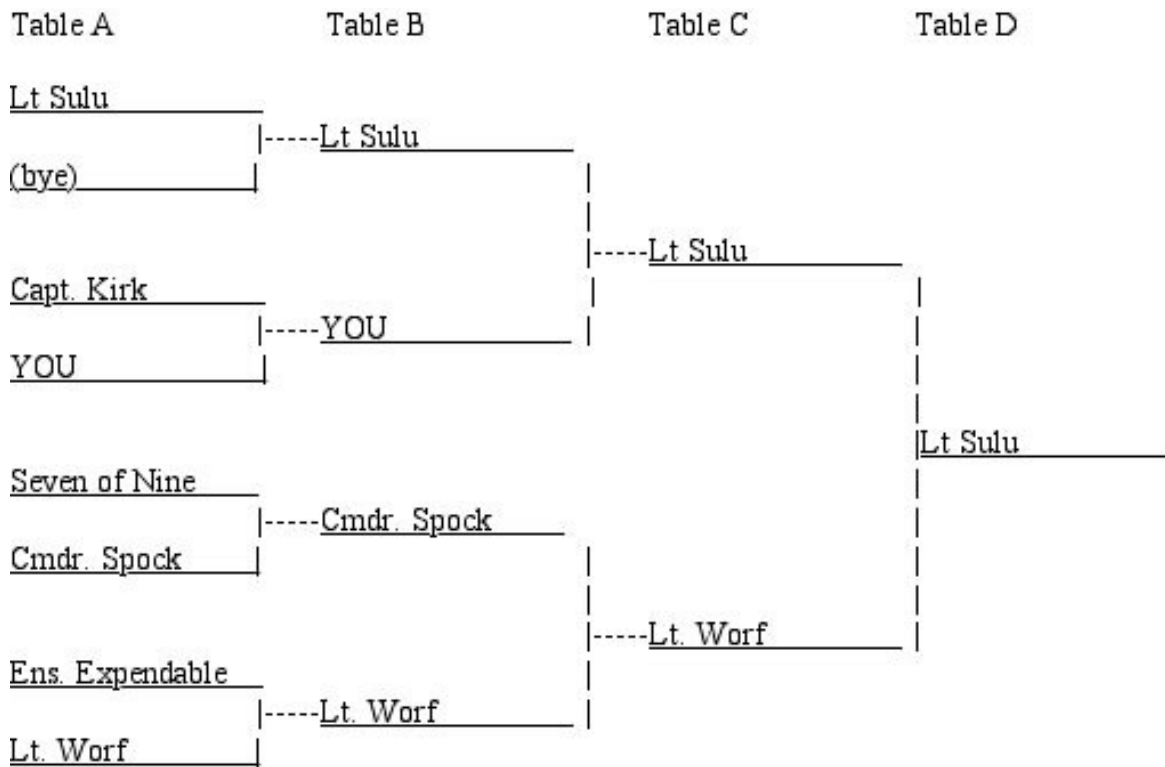 Table A Table B Table C Table D
Lt Sulu
Lt Sulu
(bye)
Lt Sulu
Capt. Kirk
YOU
YOU
Lt Sulu
Seven of Nine
Cmdr. Spock
Cmdr. Spock
Lt. Worf
Ens. Expendable
Lt. Worf
Lt. Worf